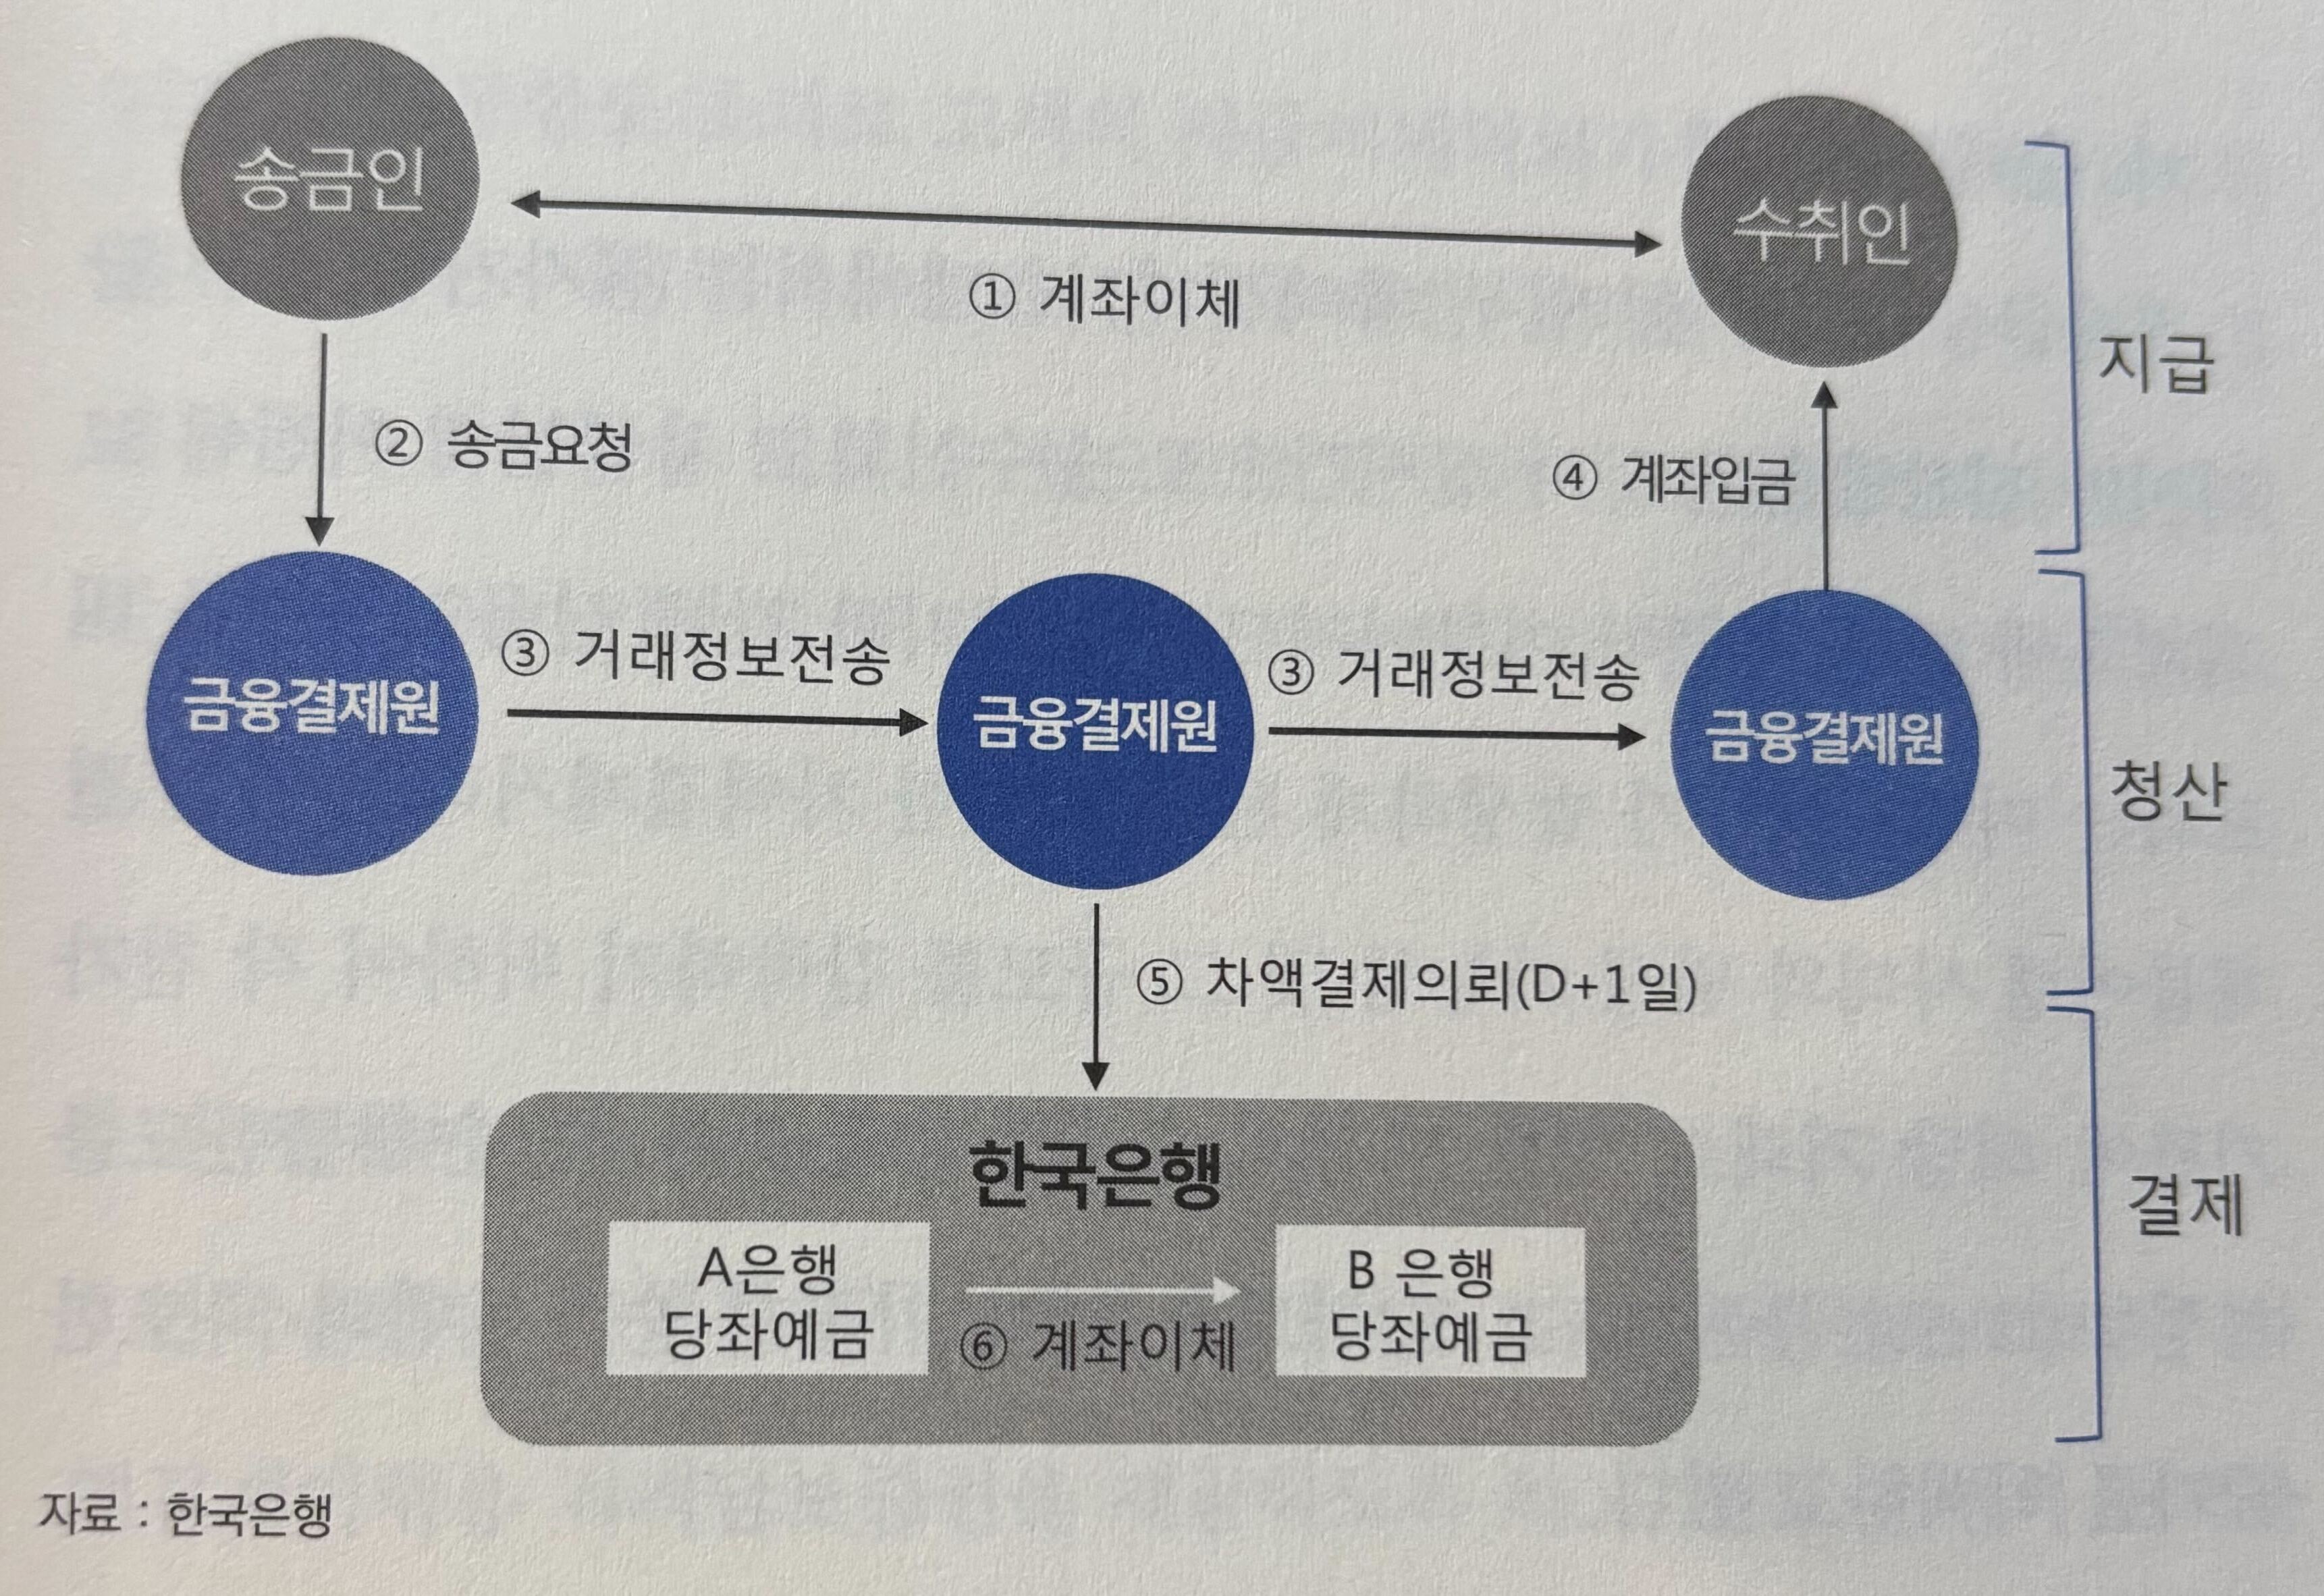 송금인
수취인
① 계좌이체
지급
② 송금요청
④ 계좌입금
금융결제원
③ 거래정보전송
금융결제원
③ 거래정보전송
금융결제원
청산
⑤ 차액결제의뢰(D+1일)
한국은행
A은행
당좌예금
⑥ 계좌이체
B 은행
당좌예금
결제
자료 : 한국은행